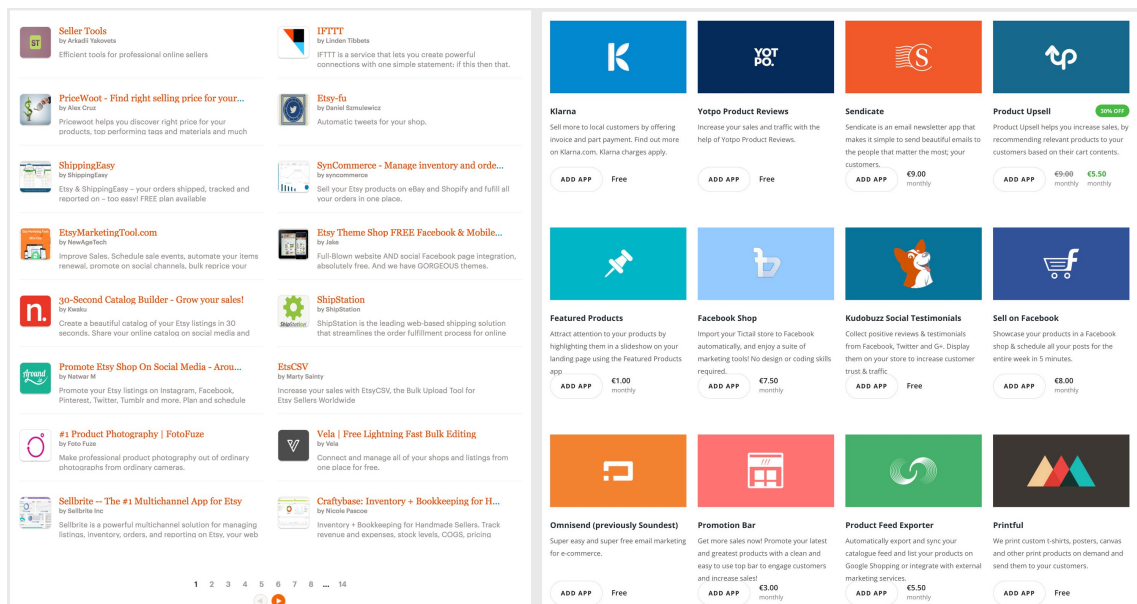 Seller Tools
by Arkadii Yakovets
Efficient tools for professional online sellers
IFTTT
by Linden Tibbets
IFTTT is a service that lets you create powerful
connections with one simple statement: if this then that.
PriceWoot - Find right selling price for your...
by Alex Cruz
Pricewoot helps you discover right price for your
products, top performing tags and materials and much
Etsy-fu
by Daniel Szmulewicz
Automatic tweets for your shop.
ShippingEasy
by ShippingEasy
Etsy & ShippingEasy – your orders shipped, tracked and
reported on – too easy! FREE plan available
SynCommerce - Manage inventory and orde...
by syncommerce
Sell your Etsy products on eBay and Shopify and fufill all
your orders in one place.
EtsyMarketingTool.com
by NewAgeTech
Improve Sales. Schedule sale events, automate your items
renewal, promote on social channels, bulk reprice your
Etsy Theme Shop FREE Facebook & Mobile...
by Jake
Full-Blown website AND social Facebook page integration,
absolutely free. And we have GORGEOUS themes.
30-Second Catalog Builder - Grow your sales!
by Kweku
Create a beautiful catalog of your Etsy listings in 30
seconds. Share your online catalog on social media and
ShipStation
by ShipStation
ShipStation is the leading web-based shipping solution
that streamlines the order fulfillment process for online
Promote Etsy Shop On Social Media - Arou...
by Natwar M
Promote your Etsy listings on Instagram, Facebook,
Pinterest, Twitter, Tumblr and more. Plan and schedule
EtsCSV
by Marty Sainty
Increase your sales with EtsyCSV, the Bulk Upload Tool for
Etsy Sellers Worldwide
#1 Product Photography | FotoFuze
by Foto Fuze
Make professional product photography out of ordinary
photographs from ordinary cameras.
Vela | Free Lightning Fast Bulk Editing
by Vela
Connect and manage all of your shops and listings from
one place for free.
Sellbrite -- The #1 Multichannel App for Etsy
by Sellbrite Inc
Sellbrite is a powerful multichannel solution for managing
listings, inventory, orders, and reporting on Etsy, your web
Craftybase: Inventory + Bookkeeping for H...
by Nicole Pascoe
Inventory + Bookkeeping for Handmade Sellers. Track
revenue and expenses, stock levels, COGS, pricing
1 2 3 4 5 6 7 8 ... 14
ST
n.
Around
ShipStation
K
YOT
PO.
S
Klarna
Sell more to local customers by offering
invoice and part payment. Find out more
on Klarna.com. Klarna charges apply.
ADD APP Free
Yotpo Product Reviews
Increase your sales and traffic with the
help of Yotpo Product Reviews.
ADD APP Free
Sendicate
Sendicate is an email newsletter app that
makes it simple to send beautiful emails to
the people that matter the most; your
customers.
ADD APP €9.00
monthly
Product Upsell 30% OFF
Product Upsell helps you increase sales, by
recommending relevant products to your
customers based on their cart contents.
ADD APP €9.00 €5.50
monthly monthly
Featured Products
Attract attention to your products by
highlighting them in a slideshow on your
landing page using the Featured Products
app
ADD APP €1.00
monthly
Facebook Shop
Import your Tictail store to Facebook
automatically, and enjoy a suite of
marketing tools! No design or coding skills
required.
ADD APP €7.50
monthly
Kudobuzz Social Testimonials
Collect positive reviews & testimonials
from Facebook, Twitter and G+. Display
them on your store to increase customer
trust & traffic
ADD APP Free
Sell on Facebook
Showcase your products in a Facebook
shop & schedule all your posts for the
entire week in 5 minutes.
ADD APP €8.00
monthly
Omnisend (previously Soundest)
Super easy and super free email marketing
for e-commerce.
ADD APP Free
Promotion Bar
Get more sales now! Promote your latest
and greatest products with a clean and
easy to use top bar to engage customers
and increase sales!
ADD APP €3.00
monthly
Product Feed Exporter
Automatically export and sync your
catalogue feed and list your products on
Google Shopping or integrate with external
marketing services.
ADD APP €5.50
monthly
Printful
We print custom t-shirts, posters, canvas
and other print products on demand and
send them to your customers.
ADD APP Free